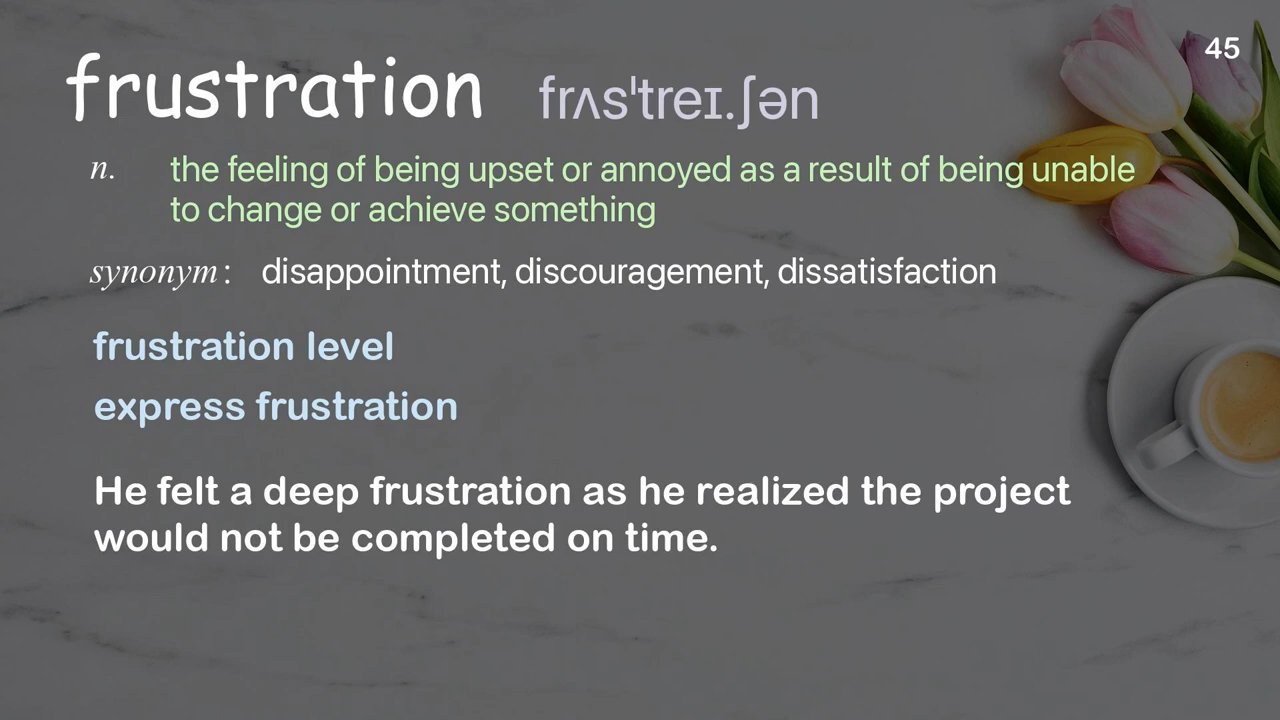 45
frustration frʌsˈtreɪ.ʃən
n. the feeling of being upset or annoyed as a result of being unable
to change or achieve something
synonym: disappointment, discouragement, dissatisfaction
frustration level
express frustration
He felt a deep frustration as he realized the project
would not be completed on time.